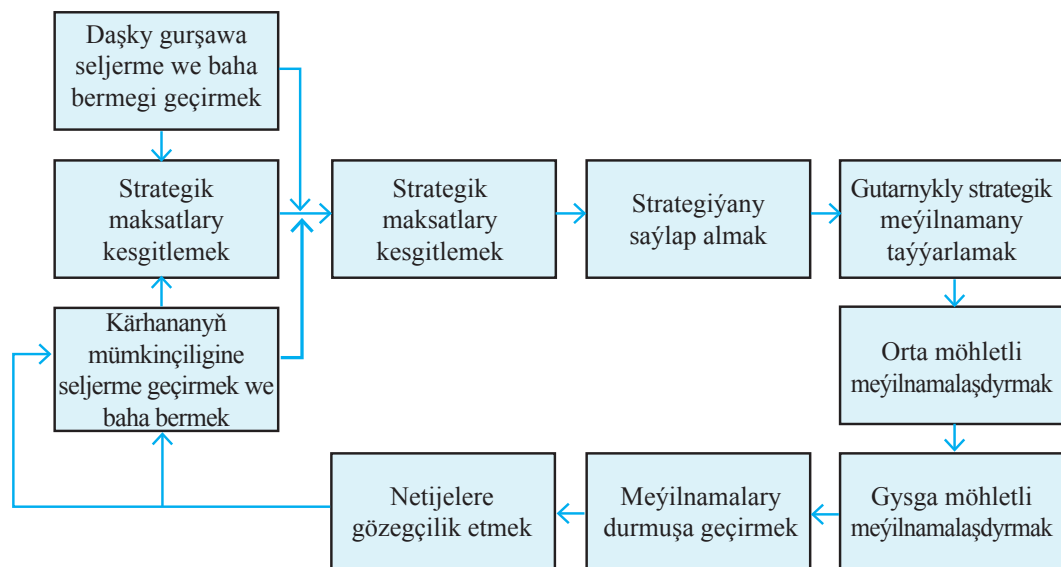 Daşky gurşawa
seljerme we baha
bermegi geçirmek
Strategik
maksatlary
kesgitlemek
Strategik
maksatlary
kesgitlemek
Strategiýany
saýlap almak
Gutarnykly strategik
meýilnamany
taýýarlamak
Kärhananyň
mümkinçiligine
seljerme geçirmek we
baha bermek
Orta möhletli
meýilnamalaşdyrmak
Netijelere
gözegçilik etmek
Meýilnamalary
durmuşa geçirmek
Gysga möhletli
meýilnamalaşdyrmak